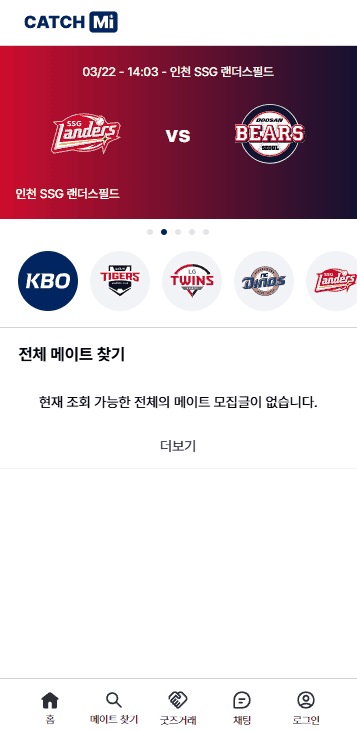 CATCH Mi
03/22 - 14:03 - 인천 SSG 랜더스필드
SSG Landers
VS
DOOSAN
BEARS
SEOUL
인천 SSG 랜더스필드
KBO
TIGERS
LG
TWINS
NC
Dinos
SSG
Landers
전체 메이트 찾기
현재 조회 가능한 전체의 메이트 모집글이 없습니다.
더보기
홈
메이트 찾기
굿즈거래
채팅
로그인